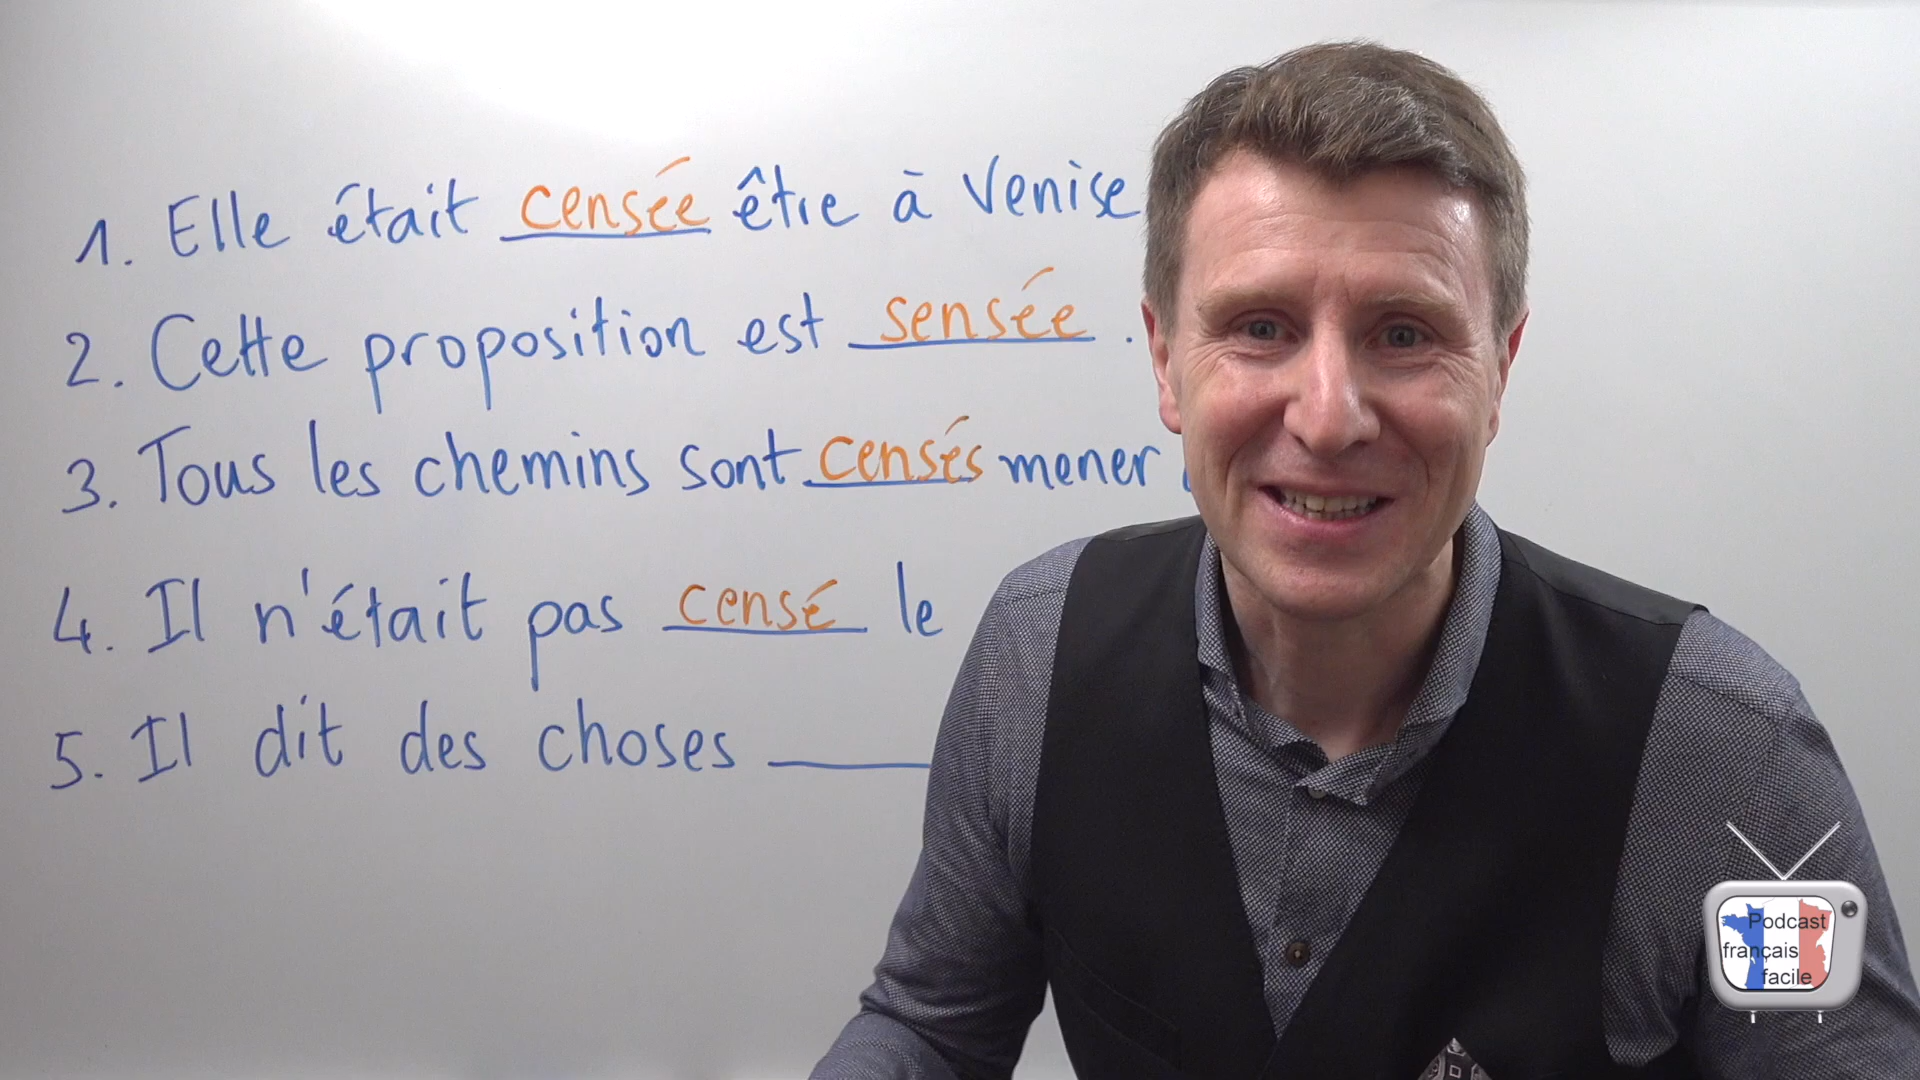 1. Elle était censée être à Venise
2. Cette proposition est sensée.
3. Tous les chemins sont censés mener
4. Il n'était pas censé le
5. Il dit des choses
Podcast
français
facile